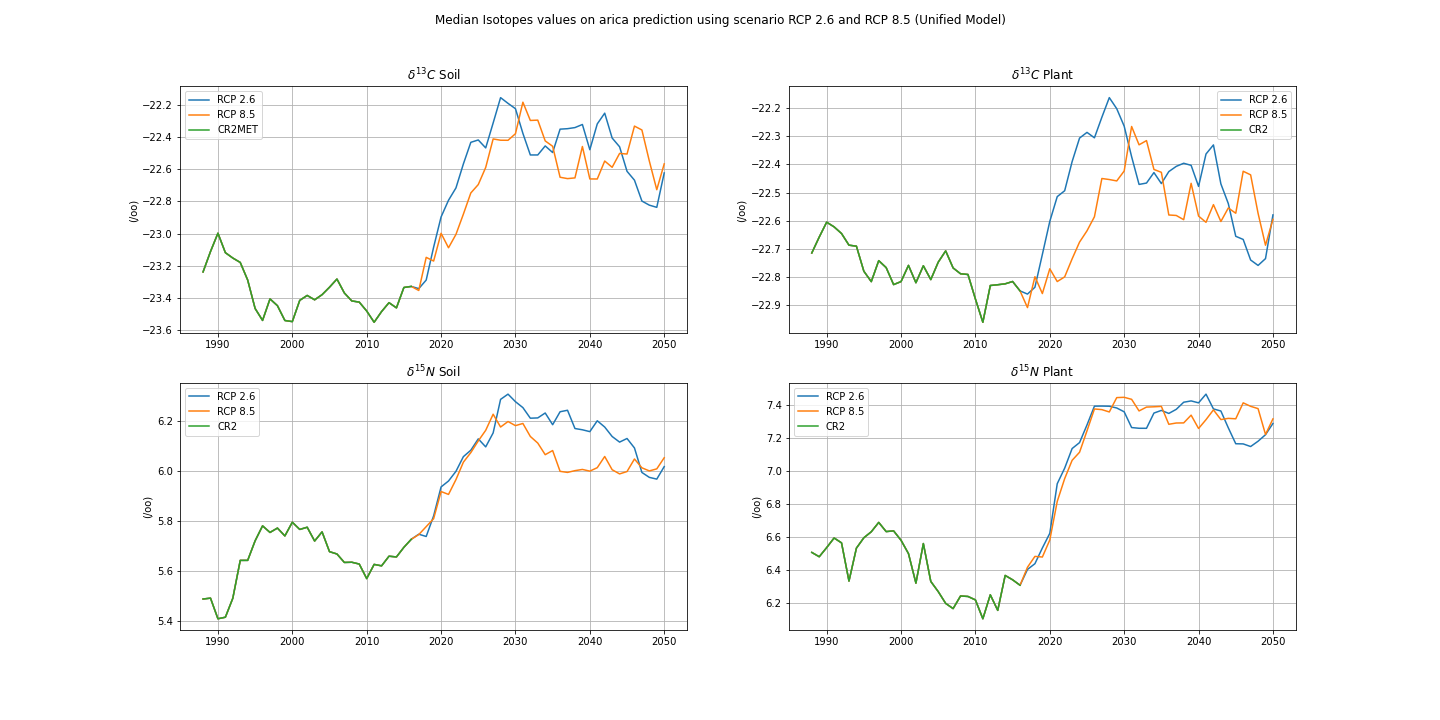 Median Isotopes values on arica prediction using scenario RCP 2.6 and RCP 8.5 (Unified Model)
δ¹³C Soil
RCP 2.6
RCP 8.5
CR2MET
(/oo)
−22.2
−22.4
−22.6
−22.8
−23.0
−23.2
−23.4
−23.6
1990 2000 2010 2020 2030 2040 2050
δ¹³C Plant
RCP 2.6
RCP 8.5
CR2
(/oo)
−22.2
−22.3
−22.4
−22.5
−22.6
−22.7
−22.8
−22.9
1990 2000 2010 2020 2030 2040 2050
δ¹⁵N Soil
RCP 2.6
RCP 8.5
CR2
(/oo)
6.2
6.0
5.8
5.6
5.4
1990 2000 2010 2020 2030 2040 2050
δ¹⁵N Plant
RCP 2.6
RCP 8.5
CR2
(/oo)
7.4
7.2
7.0
6.8
6.6
6.4
6.2
1990 2000 2010 2020 2030 2040 2050